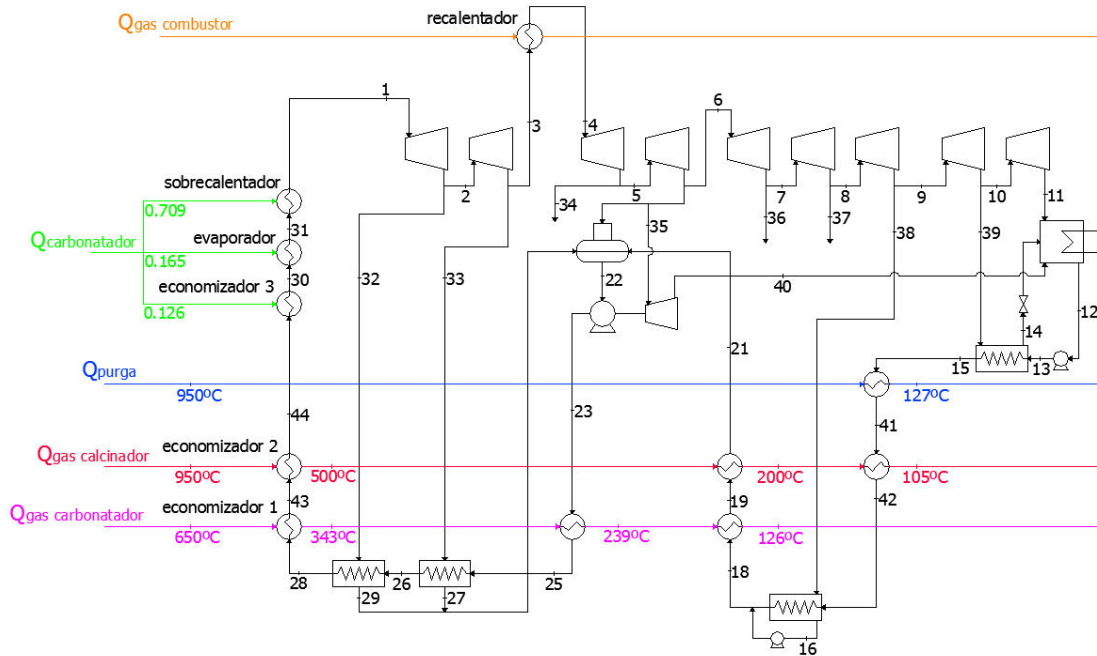 recalentador
Qgas combustor
1
6
3
4
sobrecalentador
2
5
7
8
9
10
11
34
35
36
37
38
39
0.709
31
Qcarbonatador
evaporador
0.165
30
32
33
22
40
economizador 3
0.126
12
14
21
15
13
Qpurga
950ºC
127ºC
23
44
41
economizador 2
Qgas calcinador
950ºC
500ºC
200ºC
105ºC
43
19
42
economizador 1
Qgas carbonatador
650ºC
343ºC
239ºC
126ºC
28
26
25
18
29
27
16